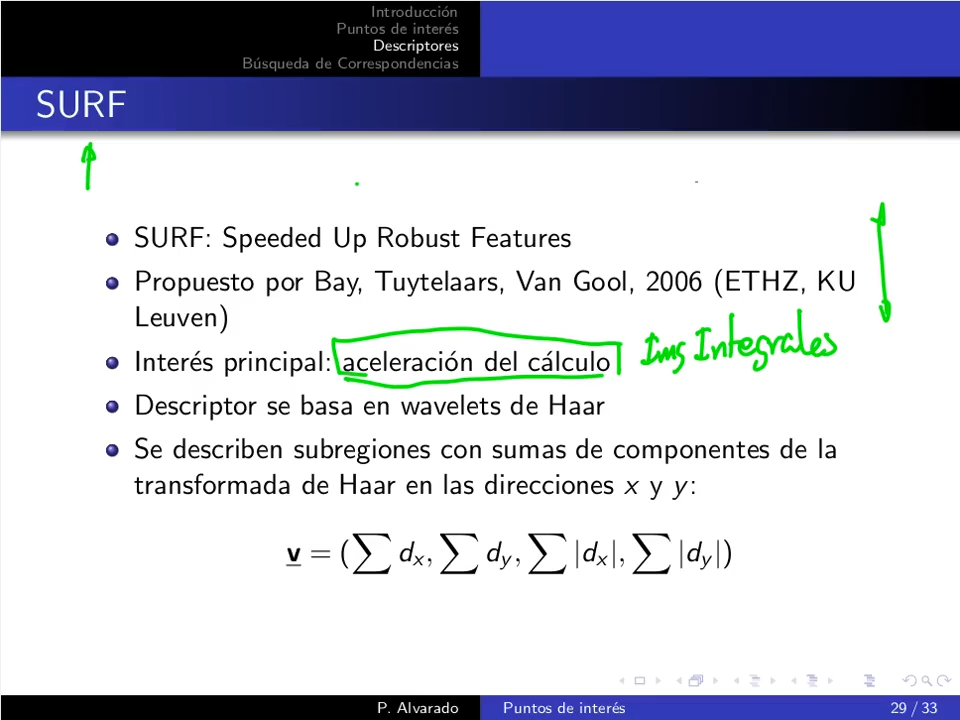 Introducción
Puntos de interés
Descriptores
Búsqueda de Correspondencias
SURF
SURF: Speeded Up Robust Features
Propuesto por Bay, Tuytelaars, Van Gool, 2006 (ETHZ, KU
Leuven)
Interés principal: aceleración del cálculo Img Integrales
Descriptor se basa en wavelets de Haar
Se describen subregiones con sumas de componentes de la
transformada de Haar en las direcciones x y y:
v = (∑ dx, ∑ dy, ∑ |dx|, ∑ |dy|)
P. Alvarado Puntos de interés 29 / 33